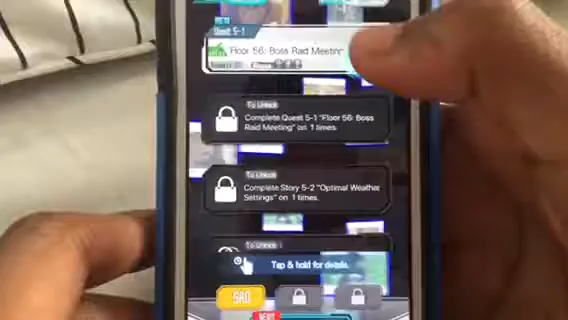 NEW
Quest 5-1
Floor 56: Boss Raid Meeting
To Unlock
Complete Quest 5-1 "Floor 56: Boss
Raid Meeting" on 1 times.
To Unlock
Complete Story 5-2 "Optimal Weather
Settings" on 1 times.
To Unlock
Tap & hold for details.
NEW